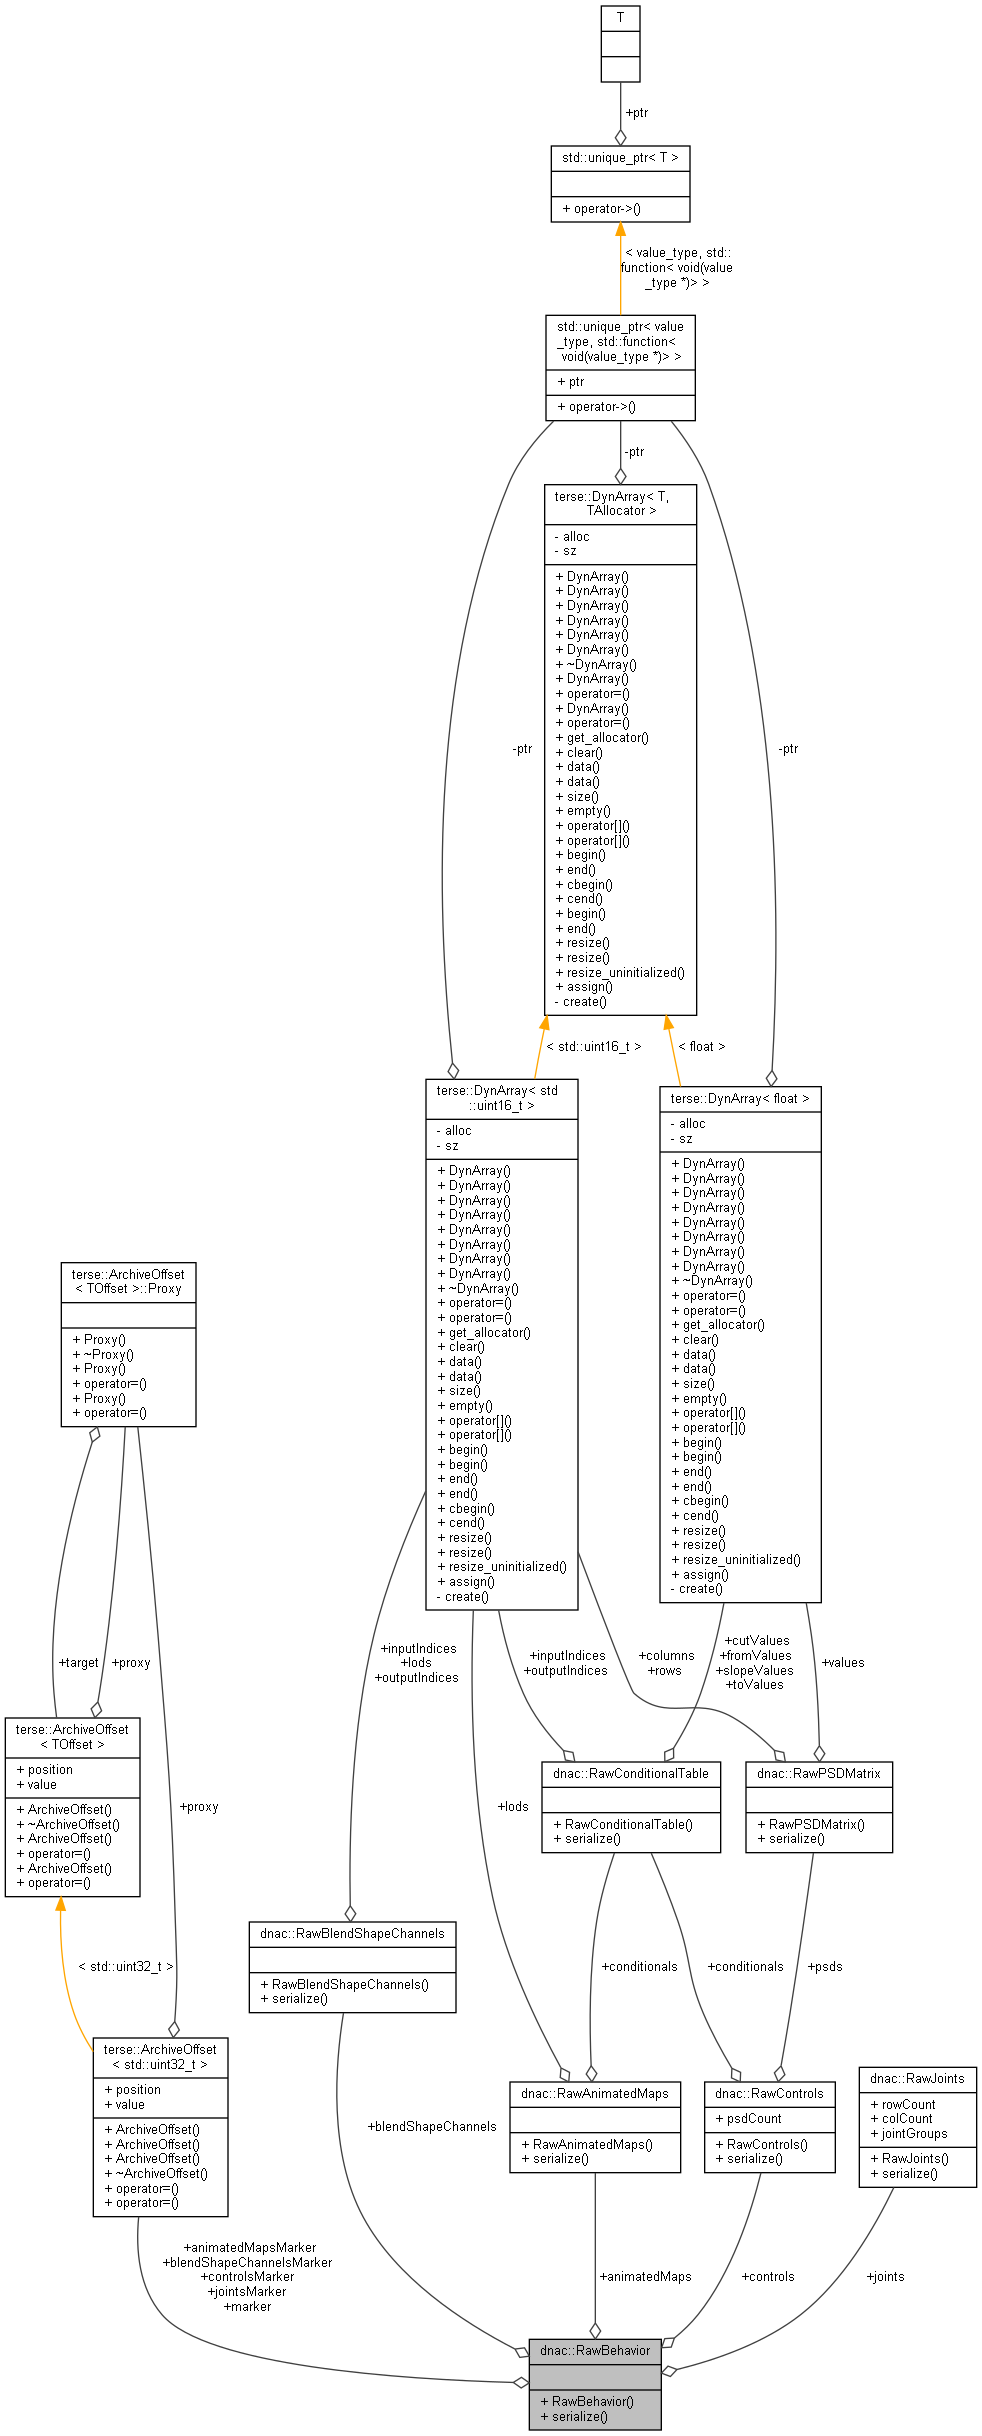 T
+ptr
std::unique_ptr< T >
+ operator->()
< value_type, std::
function< void(value
_type *)> >
std::unique_ptr< value
_type, std::function<
void(value_type *)> >
+ ptr
+ operator->()
-ptr
-ptr
-ptr
terse::DynArray< T,
TAllocator >
- alloc
- sz
+ DynArray()
+ DynArray()
+ DynArray()
+ DynArray()
+ DynArray()
+ DynArray()
+ ~DynArray()
+ DynArray()
+ operator=()
+ DynArray()
+ operator=()
+ get_allocator()
+ clear()
+ data()
+ data()
+ size()
+ empty()
+ operator[]()
+ operator[]()
+ begin()
+ end()
+ cbegin()
+ cend()
+ begin()
+ end()
+ resize()
+ resize()
+ resize_uninitialized()
+ assign()
- create()
< std::uint16_t >
< float >
terse::DynArray< std
::uint16_t >
- alloc
- sz
+ DynArray()
+ DynArray()
+ DynArray()
+ DynArray()
+ DynArray()
+ DynArray()
+ DynArray()
+ DynArray()
+ ~DynArray()
+ operator=()
+ operator=()
+ get_allocator()
+ clear()
+ data()
+ data()
+ size()
+ empty()
+ operator[]()
+ operator[]()
+ begin()
+ begin()
+ end()
+ end()
+ cbegin()
+ cend()
+ resize()
+ resize()
+ resize_uninitialized()
+ assign()
- create()
terse::DynArray< float >
- alloc
- sz
+ DynArray()
+ DynArray()
+ DynArray()
+ DynArray()
+ DynArray()
+ DynArray()
+ DynArray()
+ DynArray()
+ ~DynArray()
+ operator=()
+ operator=()
+ get_allocator()
+ clear()
+ data()
+ data()
+ size()
+ empty()
+ operator[]()
+ operator[]()
+ begin()
+ begin()
+ end()
+ end()
+ cbegin()
+ cend()
+ resize()
+ resize()
+ resize_uninitialized()
+ assign()
- create()
terse::ArchiveOffset
< TOffset >::Proxy
+ Proxy()
+ ~Proxy()
+ Proxy()
+ operator=()
+ Proxy()
+ operator=()
+target
+proxy
+inputIndices
+lods
+outputIndices
+inputIndices
+outputIndices
+columns
+rows
+cutValues
+fromValues
+slopeValues
+toValues
+values
terse::ArchiveOffset
< TOffset >
+ position
+ value
+ ArchiveOffset()
+ ~ArchiveOffset()
+ ArchiveOffset()
+ operator=()
+ ArchiveOffset()
+ operator=()
+proxy
+lods
dnac::RawConditionalTable
+ RawConditionalTable()
+ serialize()
dnac::RawPSDMatrix
+ RawPSDMatrix()
+ serialize()
dnac::RawBlendShapeChannels
+ RawBlendShapeChannels()
+ serialize()
< std::uint32_t >
+conditionals
+conditionals
+psds
terse::ArchiveOffset
< std::uint32_t >
+ position
+ value
+ ArchiveOffset()
+ ArchiveOffset()
+ ArchiveOffset()
+ ~ArchiveOffset()
+ operator=()
+ operator=()
+blendShapeChannels
dnac::RawAnimatedMaps
+ RawAnimatedMaps()
+ serialize()
dnac::RawControls
+ psdCount
+ RawControls()
+ serialize()
dnac::RawJoints
+ rowCount
+ colCount
+ jointGroups
+ RawJoints()
+ serialize()
+animatedMapsMarker
+blendShapeChannelsMarker
+controlsMarker
+jointsMarker
+marker
+animatedMaps
+controls
+joints
dnac::RawBehavior
+ RawBehavior()
+ serialize()